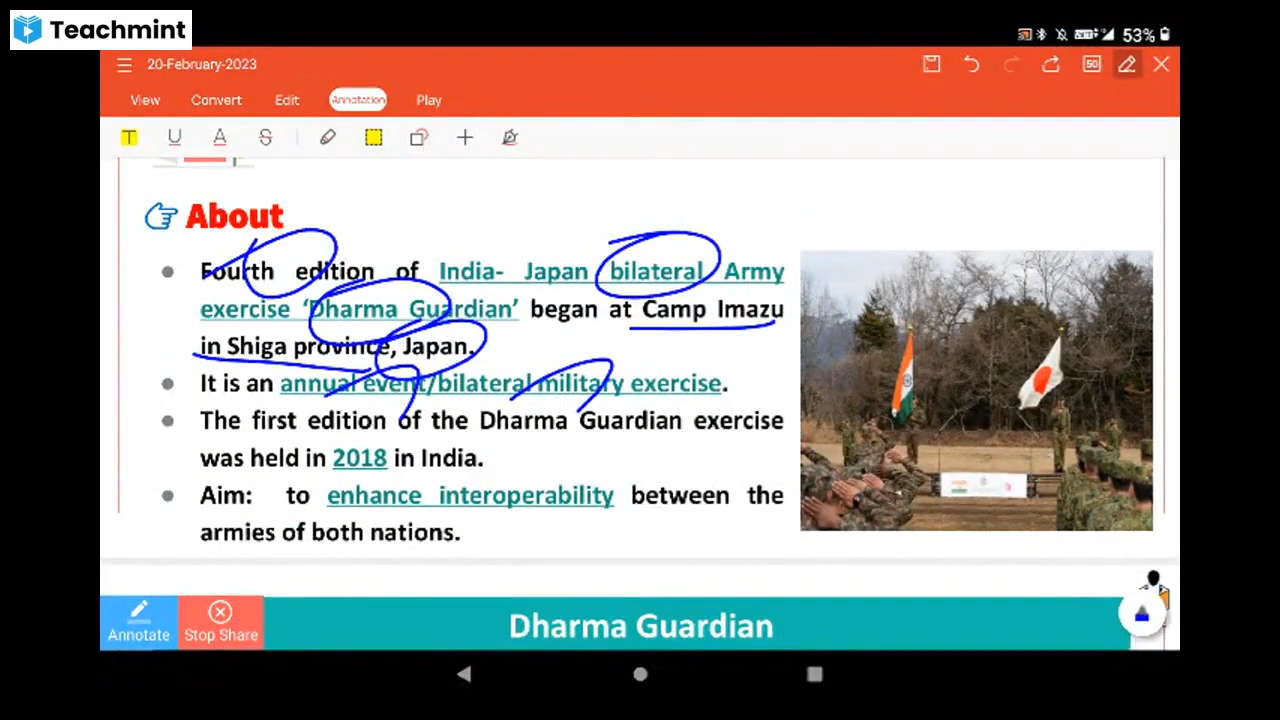 Teachmint
53%
20-February-2023
50
View Convert Edit Annotation Play
T U A S
About
Fourth edition of India- Japan bilateral Army
exercise ‘Dharma Guardian’ began at Camp Imazu
in Shiga province, Japan.
It is an annual event/bilateral military exercise.
The first edition of the Dharma Guardian exercise
was held in 2018 in India.
Aim: to enhance interoperability between the
armies of both nations.
Annotate
Stop Share
Dharma Guardian